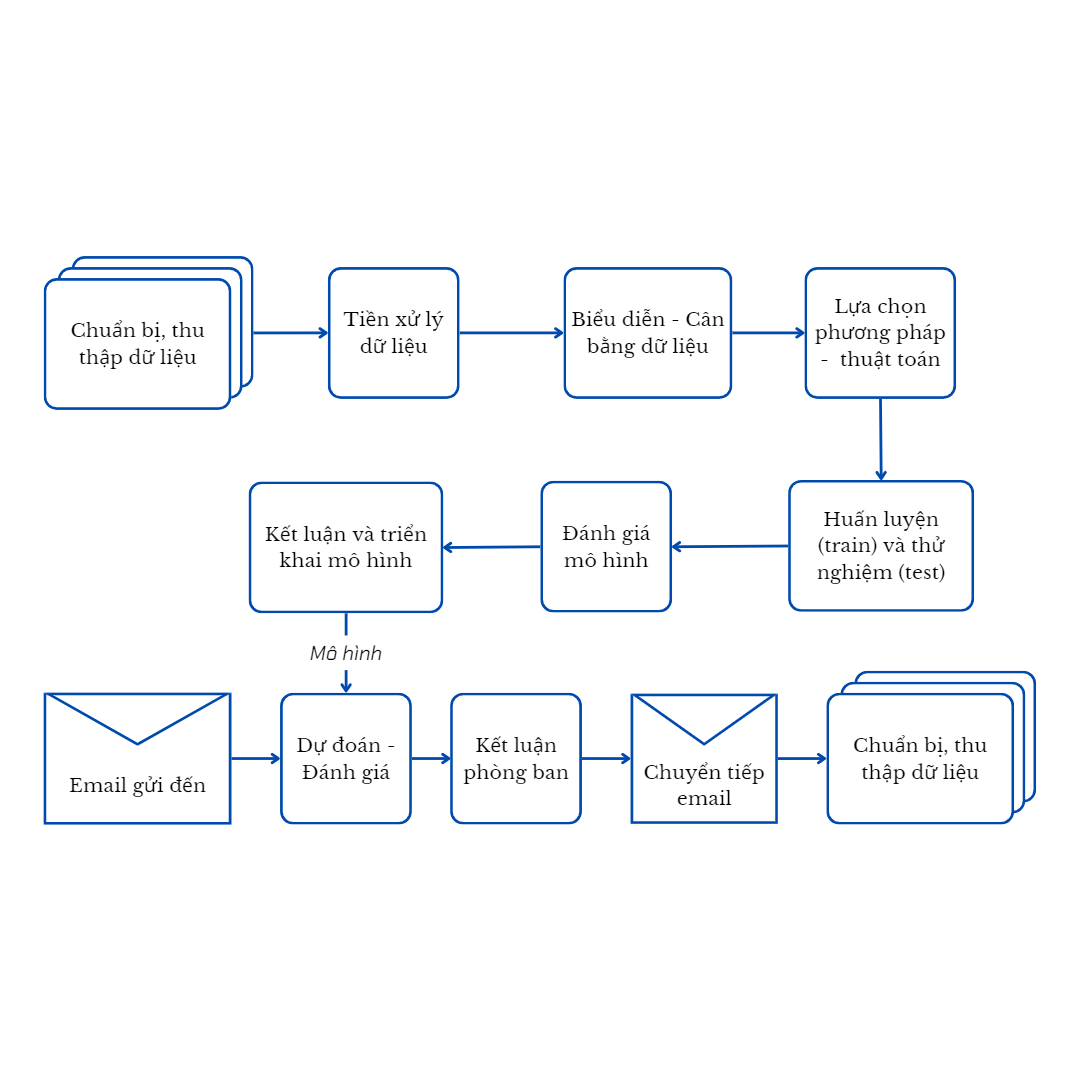 Chuẩn bị, thu
thập dữ liệu
Tiền xử lý
dữ liệu
Biểu diễn - Cân
bằng dữ liệu
Lựa chọn
phương pháp
- thuật toán
Huấn luyện
(train) và thử
nghiệm (test)
Đánh giá
mô hình
Kết luận và triển
khai mô hình
Mô hình
Email gửi đến
Dự đoán -
Đánh giá
Kết luận
phòng ban
Chuyển tiếp
email
Chuẩn bị, thu
thập dữ liệu